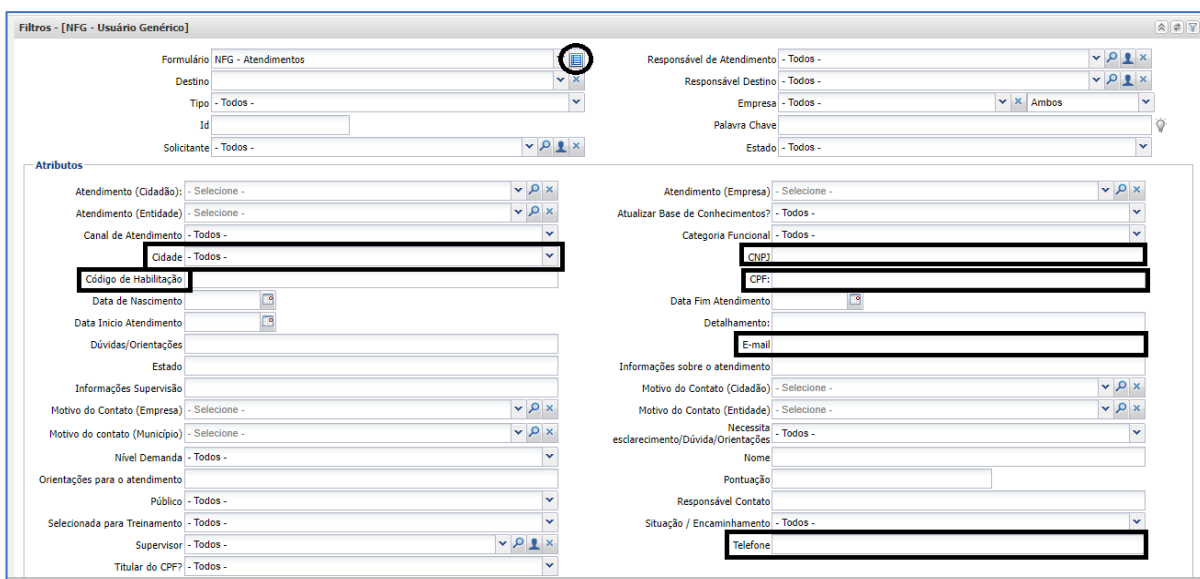 Filtros - [NFG - Usuário Genérico]
Formulário NFG - Atendimentos
Responsável de Atendimento - Todos -
Destino
Responsável Destino - Todos -
Tipo - Todos -
Empresa - Todos - Ambos
Id
Palavra Chave
Solicitante - Todos -
Estado - Todos -
Atributos
Atendimento (Cidadão): - Selecione -
Atendimento (Empresa) - Selecione -
Atendimento (Entidade) - Selecione -
Atualizar Base de Conhecimentos? - Todos -
Canal de Atendimento - Todos -
Categoria Funcional - Todos -
Cidade - Todos -
CNPJ
Código de Habilitação
CPF:
Data de Nascimento
Data Fim Atendimento
Data Inicio Atendimento
Detalhamento:
Dúvidas/Orientações
E-mail
Estado
Informações sobre o atendimento
Informações Supervisão
Motivo do Contato (Cidadão) - Selecione -
Motivo do Contato (Empresa) - Selecione -
Motivo do Contato (Entidade) - Selecione -
Motivo do contato (Município) - Selecione -
Necessita
esclarecimento/Dúvida/Orientações - Todos -
Nível Demanda - Todos -
Nome
Orientações para o atendimento
Pontuação
Público - Todos -
Responsável Contato
Selecionada para Treinamento - Todos -
Situação / Encaminhamento - Todos -
Supervisor - Todos -
Telefone
Titular do CPF? - Todos -